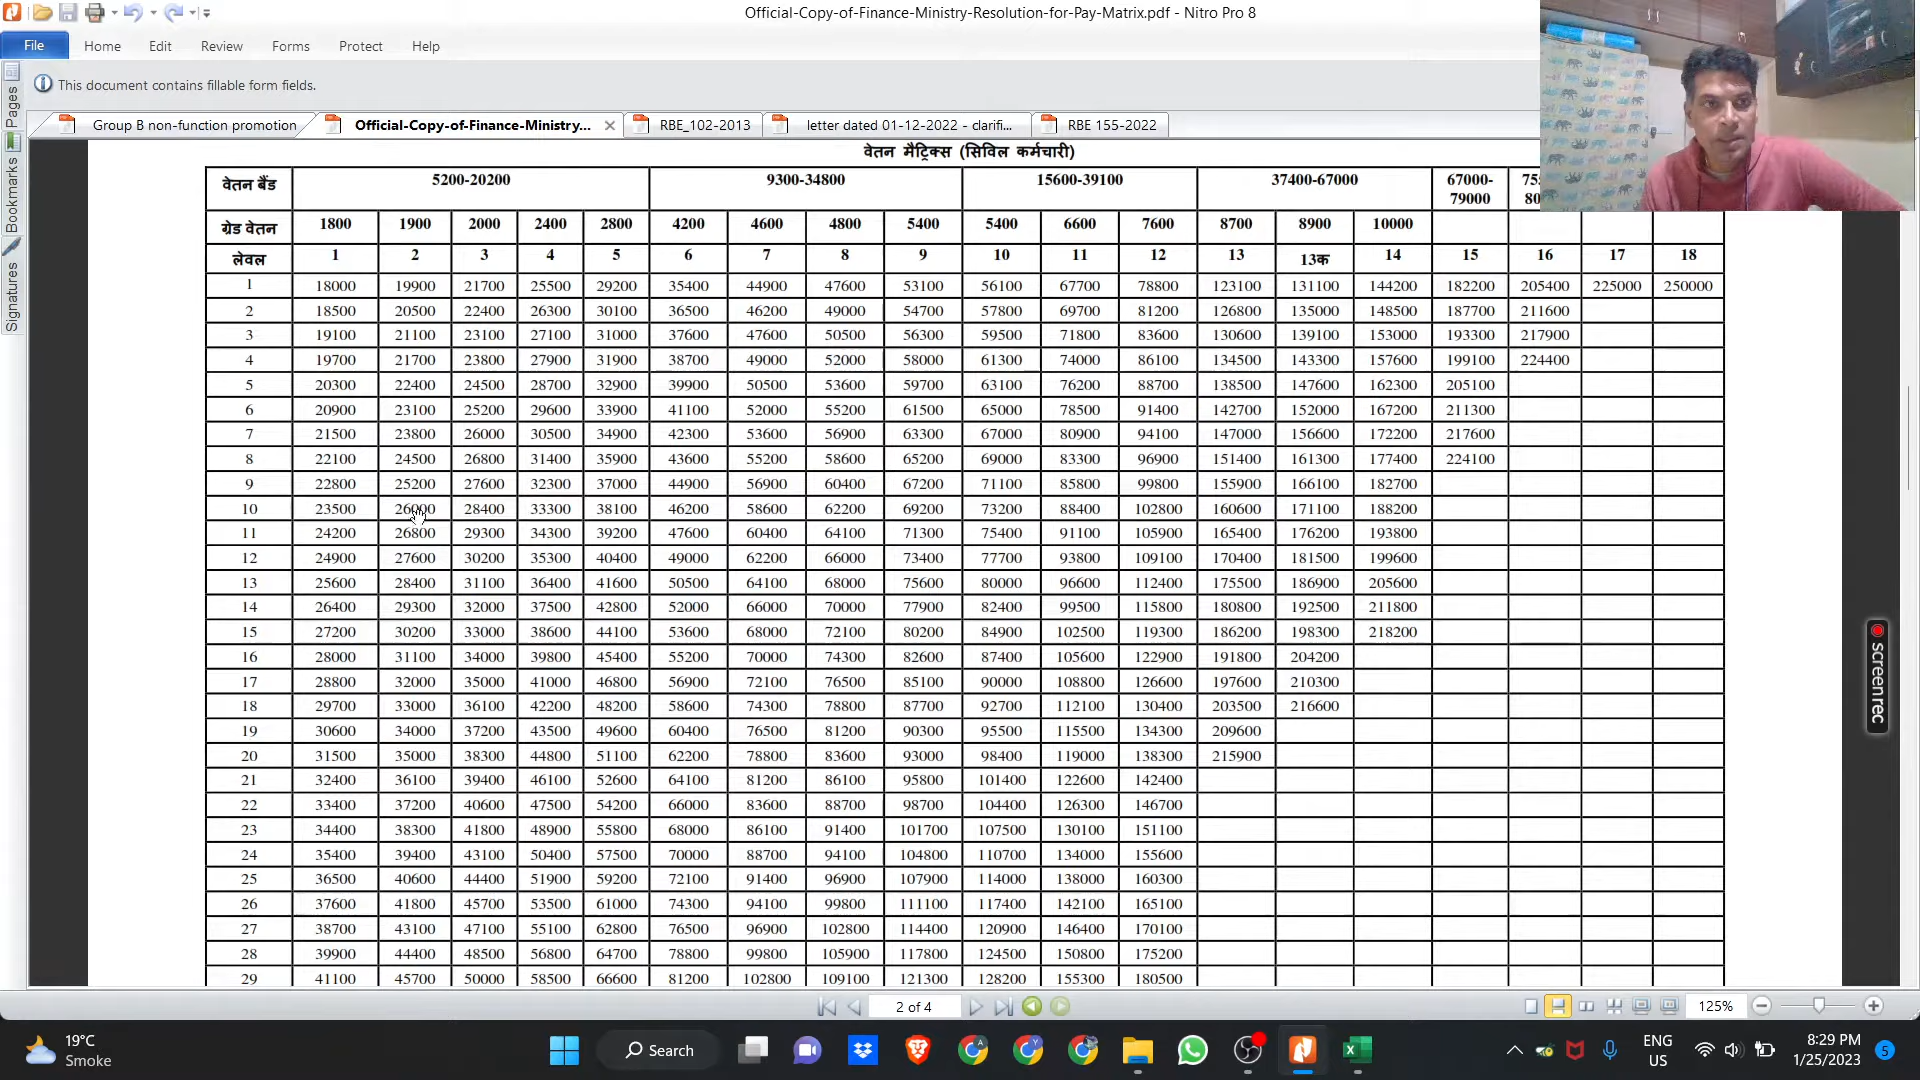 Official-Copy-of-Finance-Ministry-Resolution-for-Pay-Matrix.pdf - Nitro Pro 8
File Home Edit Review Forms Protect Help
This document contains fillable form fields.
Group B non-function promotion Official-Copy-of-Finance-Ministry... RBE_102-2013 letter dated 01-12-2022 - clarifi... RBE 155-2022
Pages
Bookmarks
Signatures
वेतन मैट्रिक्स (सिविल कर्मचारी)
वेतन बैंड 5200-20200 9300-34800 15600-39100 37400-67000 67000-79000
ग्रेड वेतन 1800 1900 2000 2400 2800 4200 4600 4800 5400 5400 6600 7600 8700 8900 10000
लेवल 1 2 3 4 5 6 7 8 9 10 11 12 13 13क 14 15 16 17 18
1 18000 19900 21700 25500 29200 35400 44900 47600 53100 56100 67700 78800 123100 131100 144200 182200 205400 225000 250000
2 18500 20500 22400 26300 30100 36500 46200 49000 54700 57800 69700 81200 126800 135000 148500 187700 211600
3 19100 21100 23100 27100 31000 37600 47600 50500 56300 59500 71800 83600 130600 139100 153000 193300 217900
4 19700 21700 23800 27900 31900 38700 49000 52000 58000 61300 74000 86100 134500 143300 157600 199100 224400
5 20300 22400 24500 28700 32900 39900 50500 53600 59700 63100 76200 88700 138500 147600 162300 205100
6 20900 23100 25200 29600 33900 41100 52000 55200 61500 65000 78500 91400 142700 152000 167200 211300
7 21500 23800 26000 30500 34900 42300 53600 56900 63300 67000 80900 94100 147000 156600 172200 217600
8 22100 24500 26800 31400 35900 43600 55200 58600 65200 69000 83300 96900 151400 161300 177400 224100
9 22800 25200 27600 32300 37000 44900 56900 60400 67200 71100 85800 99800 155900 166100 182700
10 23500 26000 28400 33300 38100 46200 58600 62200 69200 73200 88400 102800 160600 171100 188200
11 24200 26800 29300 34300 39200 47600 60400 64100 71300 75400 91100 105900 165400 176200 193800
12 24900 27600 30200 35300 40400 49000 62200 66000 73400 77700 93800 109100 170400 181500 199600
13 25600 28400 31100 36400 41600 50500 64100 68000 75600 80000 96600 112400 175500 186900 205600
14 26400 29300 32000 37500 42800 52000 66000 70000 77900 82400 99500 115800 180800 192500 211800
15 27200 30200 33000 38600 44100 53600 68000 72100 80200 84900 102500 119300 186200 198300 218200
16 28000 31100 34000 39800 45400 55200 70000 74300 82600 87400 105600 122900 191800 204200
17 28800 32000 35000 41000 46800 56900 72100 76500 85100 90000 108800 126600 197600 210300
18 29700 33000 36100 42200 48200 58600 74300 78800 87700 92700 112100 130400 203500 216600
19 30600 34000 37200 43500 49600 60400 76500 81200 90300 95500 115500 134300 209600
20 31500 35000 38300 44800 51100 62200 78800 83600 93000 98400 119000 138300 215900
21 32400 36100 39400 46100 52600 64100 81200 86100 95800 101400 122600 142400
22 33400 37200 40600 47500 54200 66000 83600 88700 98700 104400 126300 146700
23 34400 38300 41800 48900 55800 68000 86100 91400 101700 107500 130100 151100
24 35400 39400 43100 50400 57500 70000 88700 94100 104800 110700 134000 155600
25 36500 40600 44400 51900 59200 72100 91400 96900 107900 114000 138000 160300
26 37600 41800 45700 53500 61000 74300 94100 99800 111100 117400 142100 165100
27 38700 43100 47100 55100 62800 76500 96900 102800 114400 120900 146400 170100
28 39900 44400 48500 56800 64700 78800 99800 105900 117800 124500 150800 175200
29 41100 45700 50000 58500 66600 81200 102800 109100 121300 128200 155300 180500
screenrec
2 of 4 125%
19°C
Smoke
Search
ENG
US
8:29 PM
1/25/2023
5